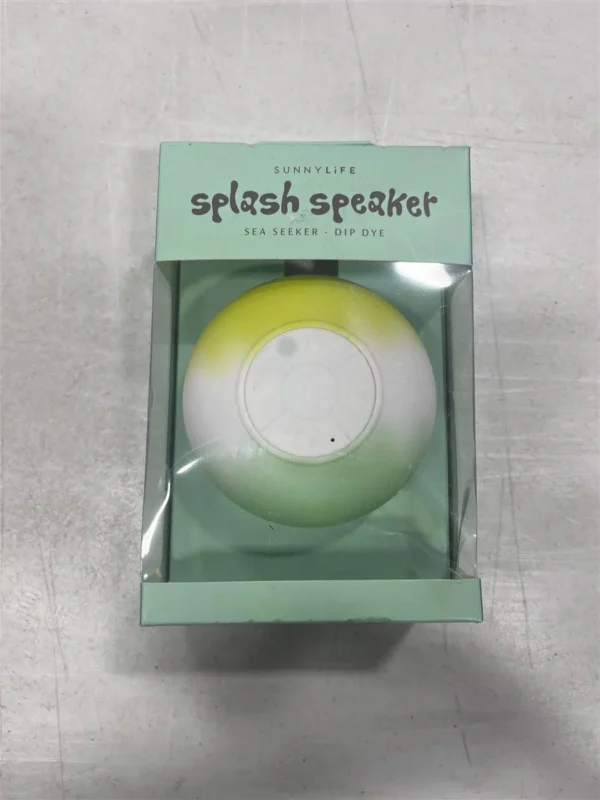 SUNNYLiFE
splash speaker
SEA SEEKER - DIP DYE